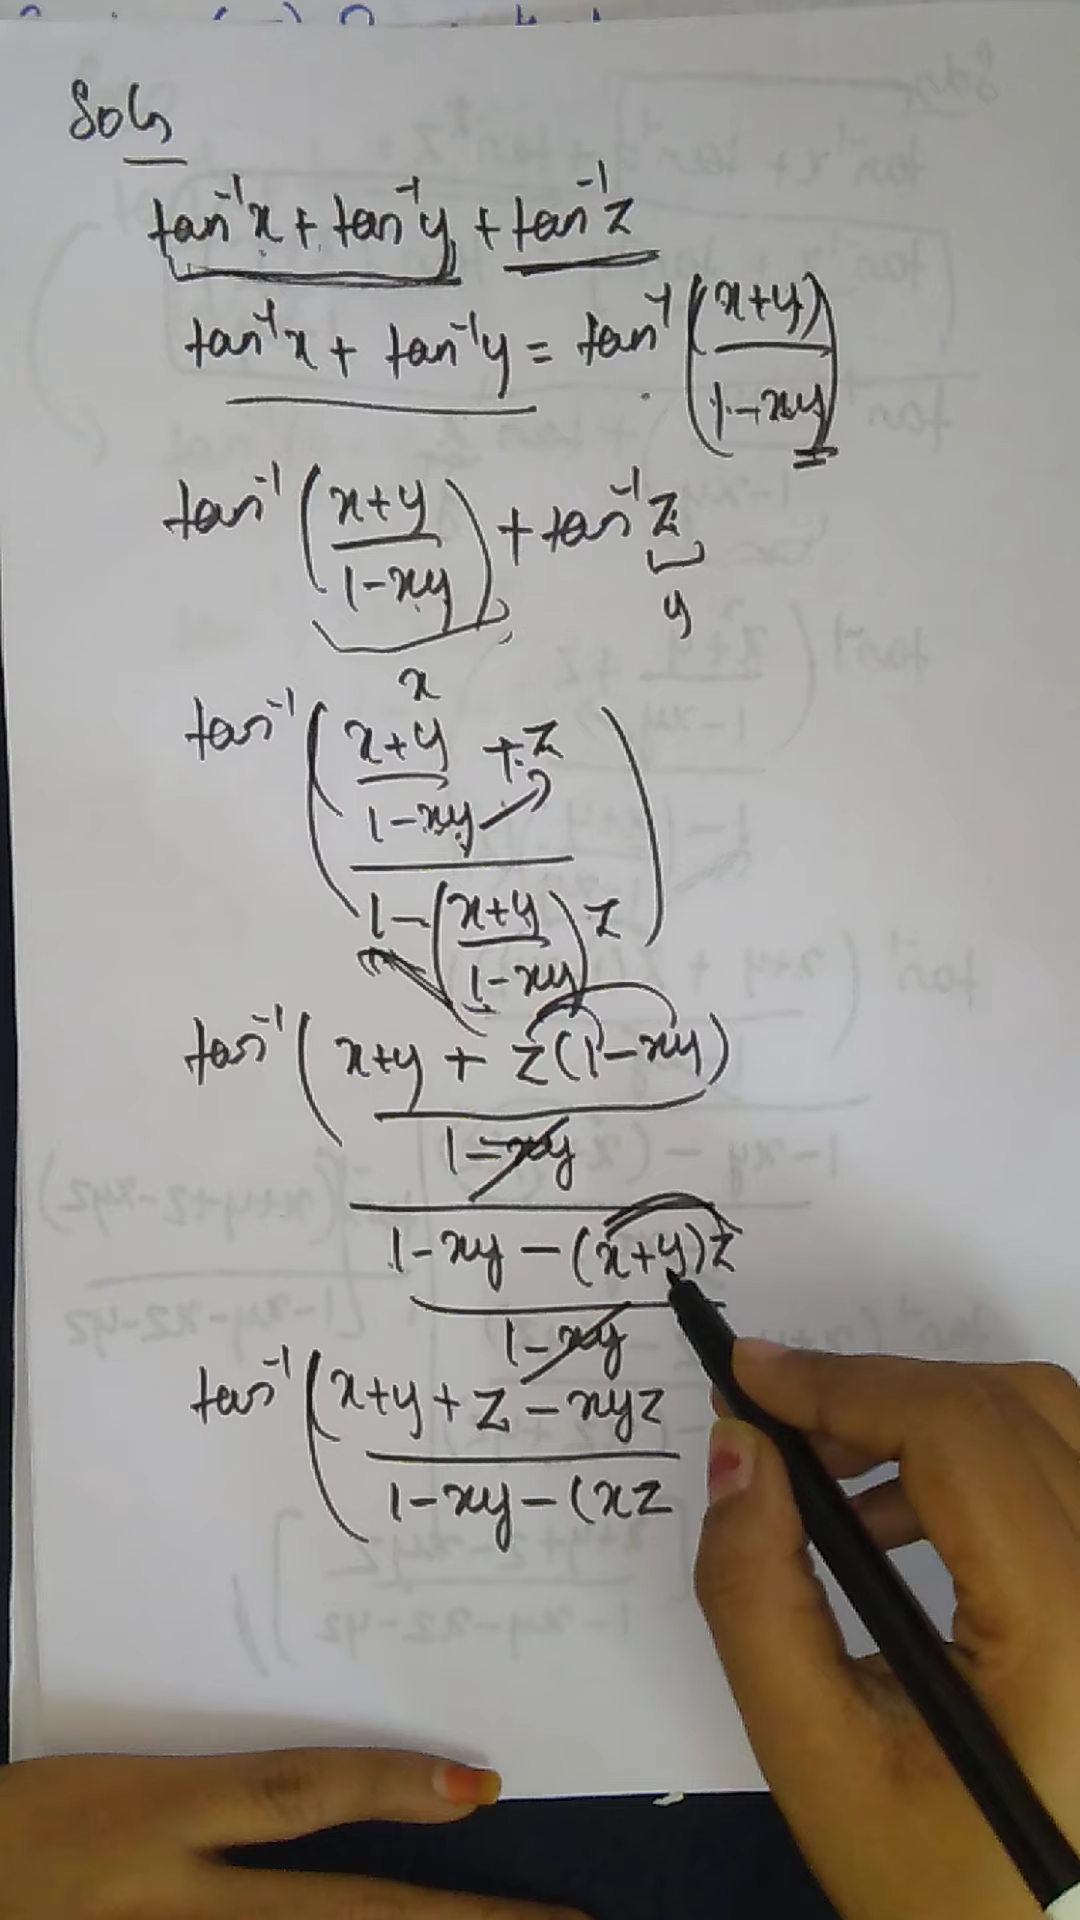 Soln
tan⁻¹x + tan⁻¹y + tan⁻¹z
tan⁻¹x + tan⁻¹y = tan⁻¹((x+y)/(1-xy))
tan⁻¹((x+y)/(1-xy)) + tan⁻¹z
y
x
tan⁻¹(((x+y)/(1-xy) + z)/(1-((x+y)/(1-xy))z))
tan⁻¹((x+y + z(1-xy))/(1-xy)
1-xy-(x+y)z
1-xy
tan⁻¹((x+y+z-xyz)/(1-xy-(xz